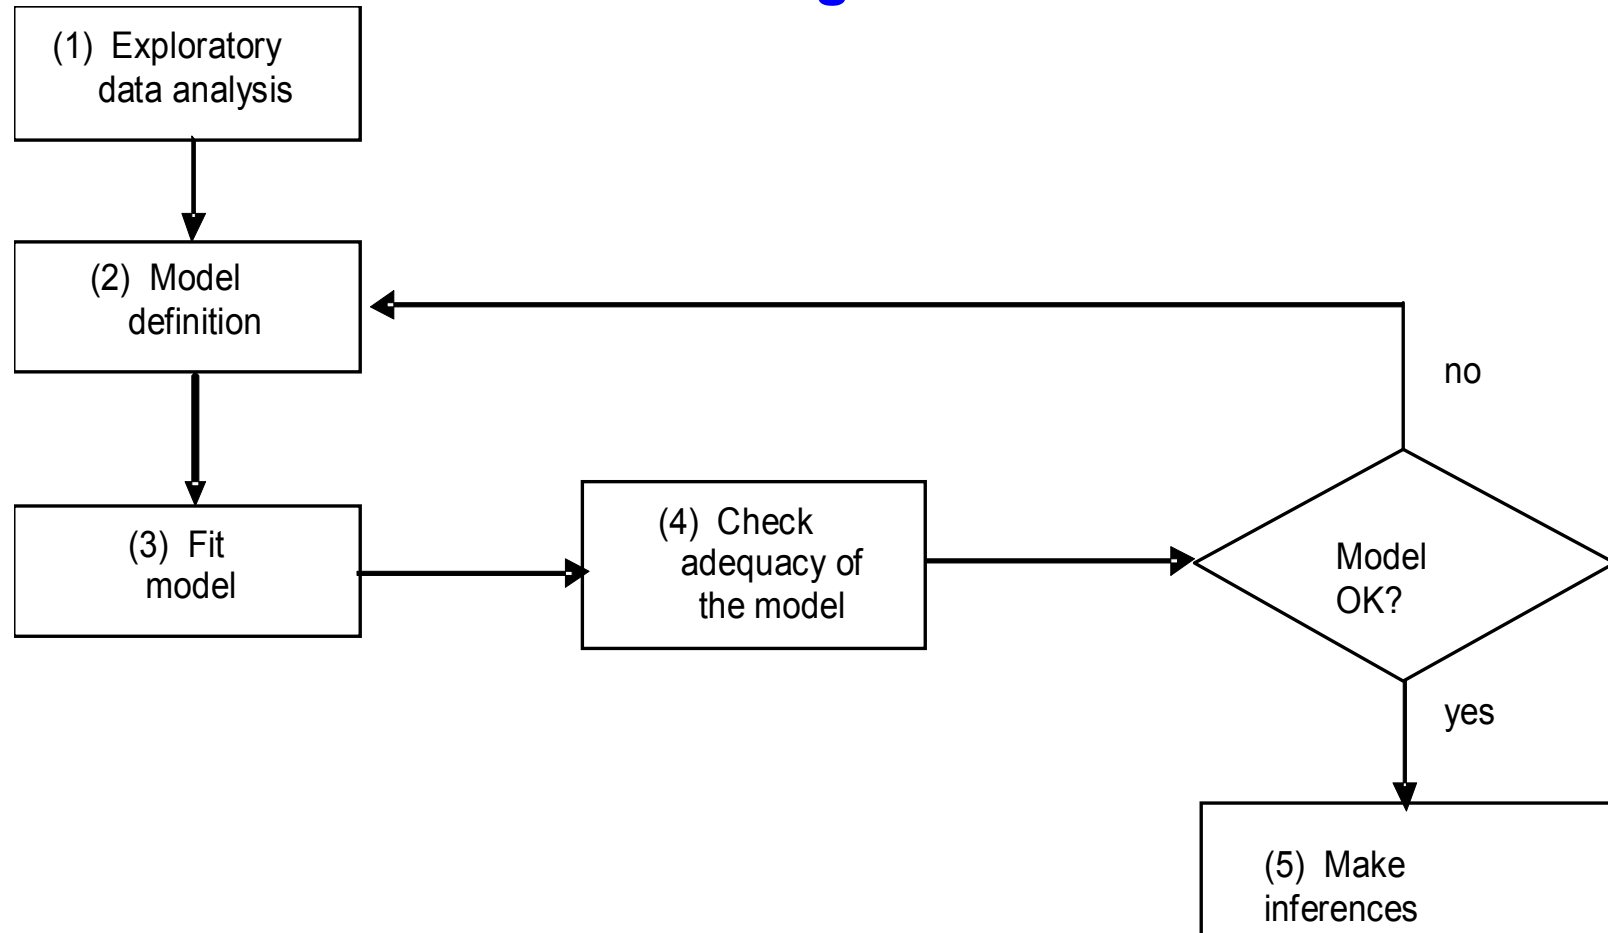 (1) Exploratory
data analysis
(2) Model
definition
no
(3) Fit
model
(4) Check
adequacy of
the model
Model
OK?
yes
(5) Make
inferences